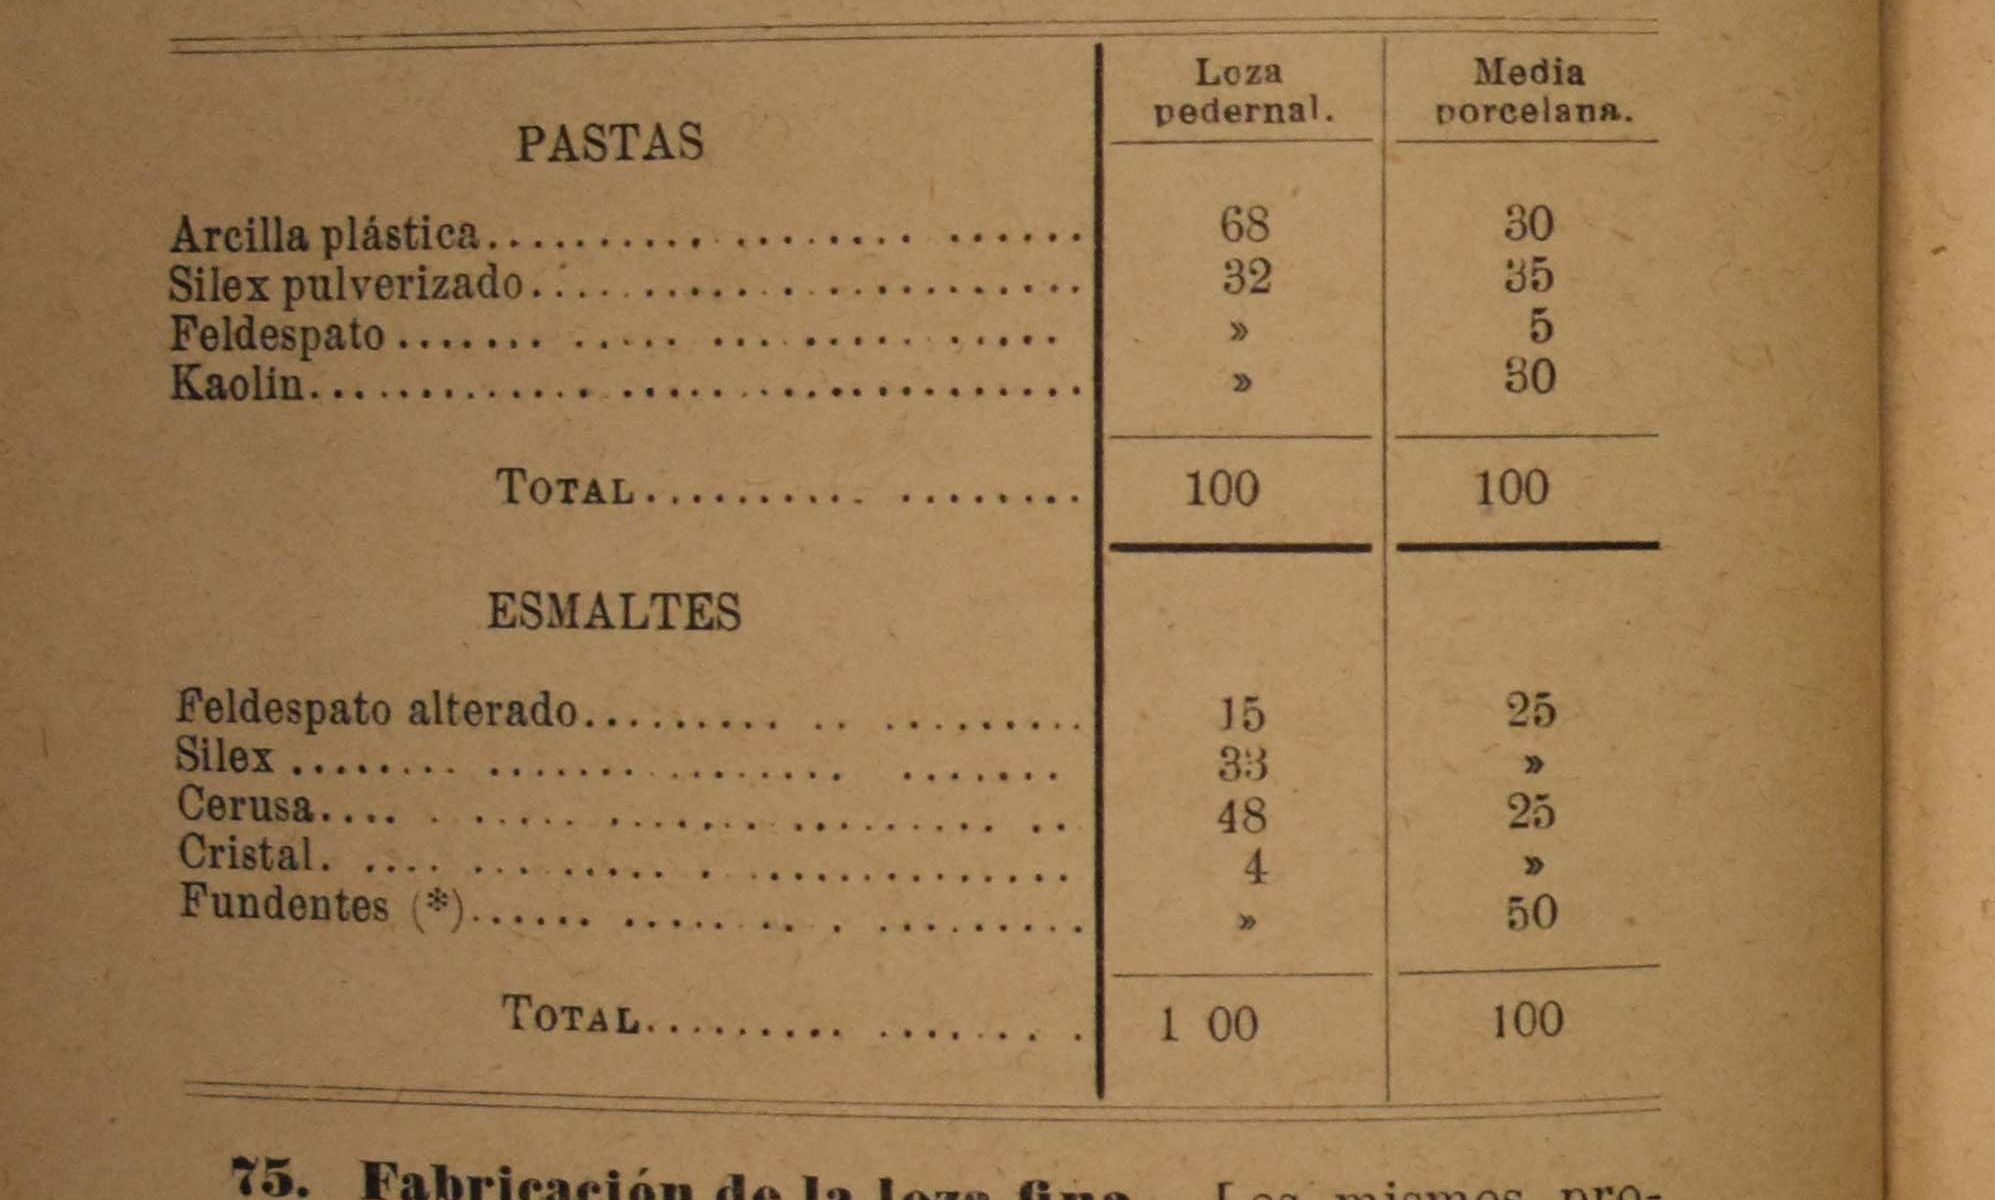 Loza Media
pedernal. porcelana.
PASTAS
Arcilla plástica.......... ........ ...... 68 30
Silex pulverizado........................ 32 35
Feldespato ....... ..... .... ...... ..... » 5
Kaolin................................. » 30
TOTAL.......... ........ 100 100
ESMALTES
Feldespato alterado......... .. ......... 15 25
Silex ........ ....... ........ ....... 33 »
Cerusa.... . ..... ....... ......... .. 48 25
Cristal. .... ... ..... . .............. 4 »
Fundentes (*)...... ...... .. . ......... » 50
TOTAL......... ...... . . 1 00 100
75. Fabricación de la loza fina. Los mismos pro-